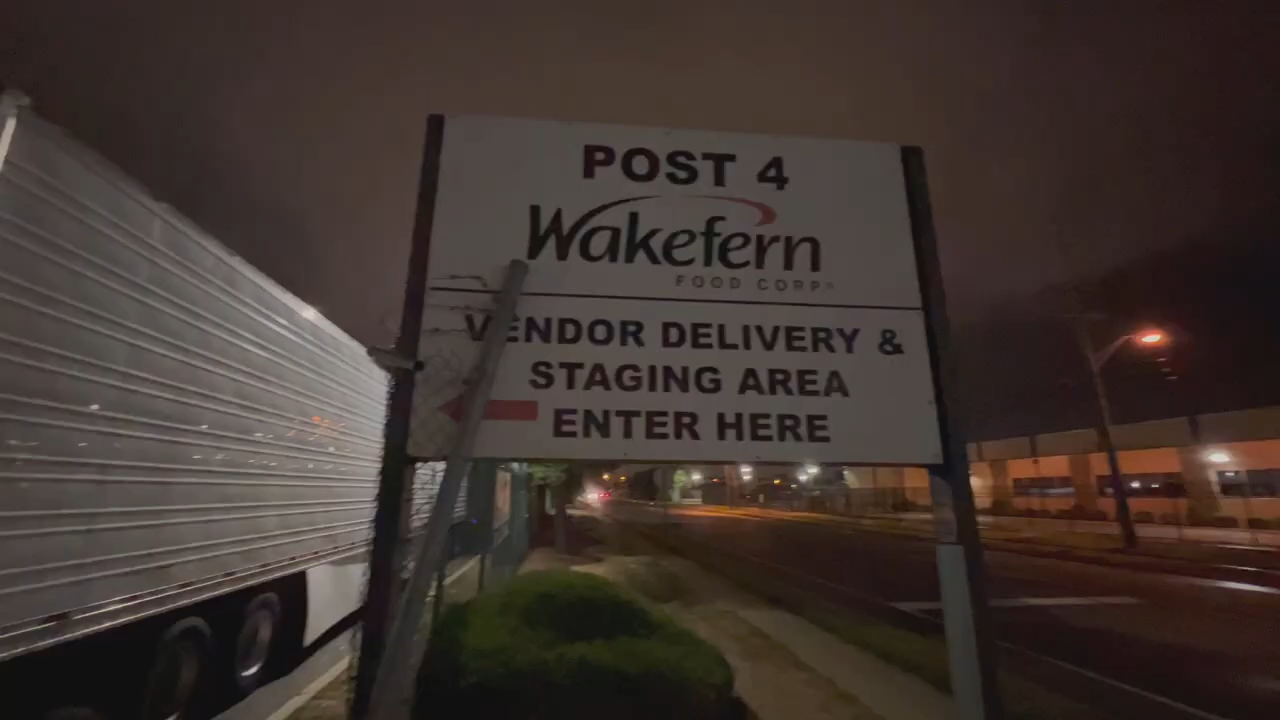 POST 4
Wakefern
FOOD CORP®
VENDOR DELIVERY &
STAGING AREA
ENTER HERE